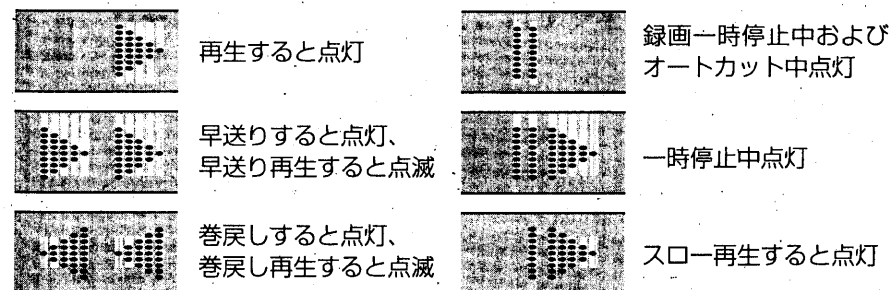 再生すると点灯
早送りすると点灯、
早送り再生すると点滅
巻戻しすると点灯、
巻戻し再生すると点滅
録画一時停止中および
オートカット中点灯
一時停止中点灯
スロー再生すると点灯